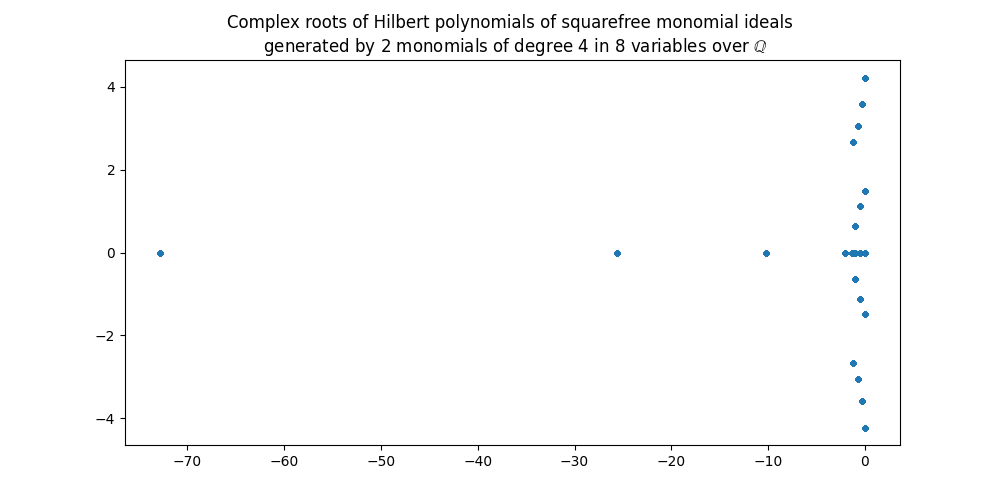 Complex roots of Hilbert polynomials of squarefree monomial ideals
generated by 2 monomials of degree 4 in 8 variables over ℚ
4
2
0
−2
−4
−70 −60 −50 −40 −30 −20 −10 0